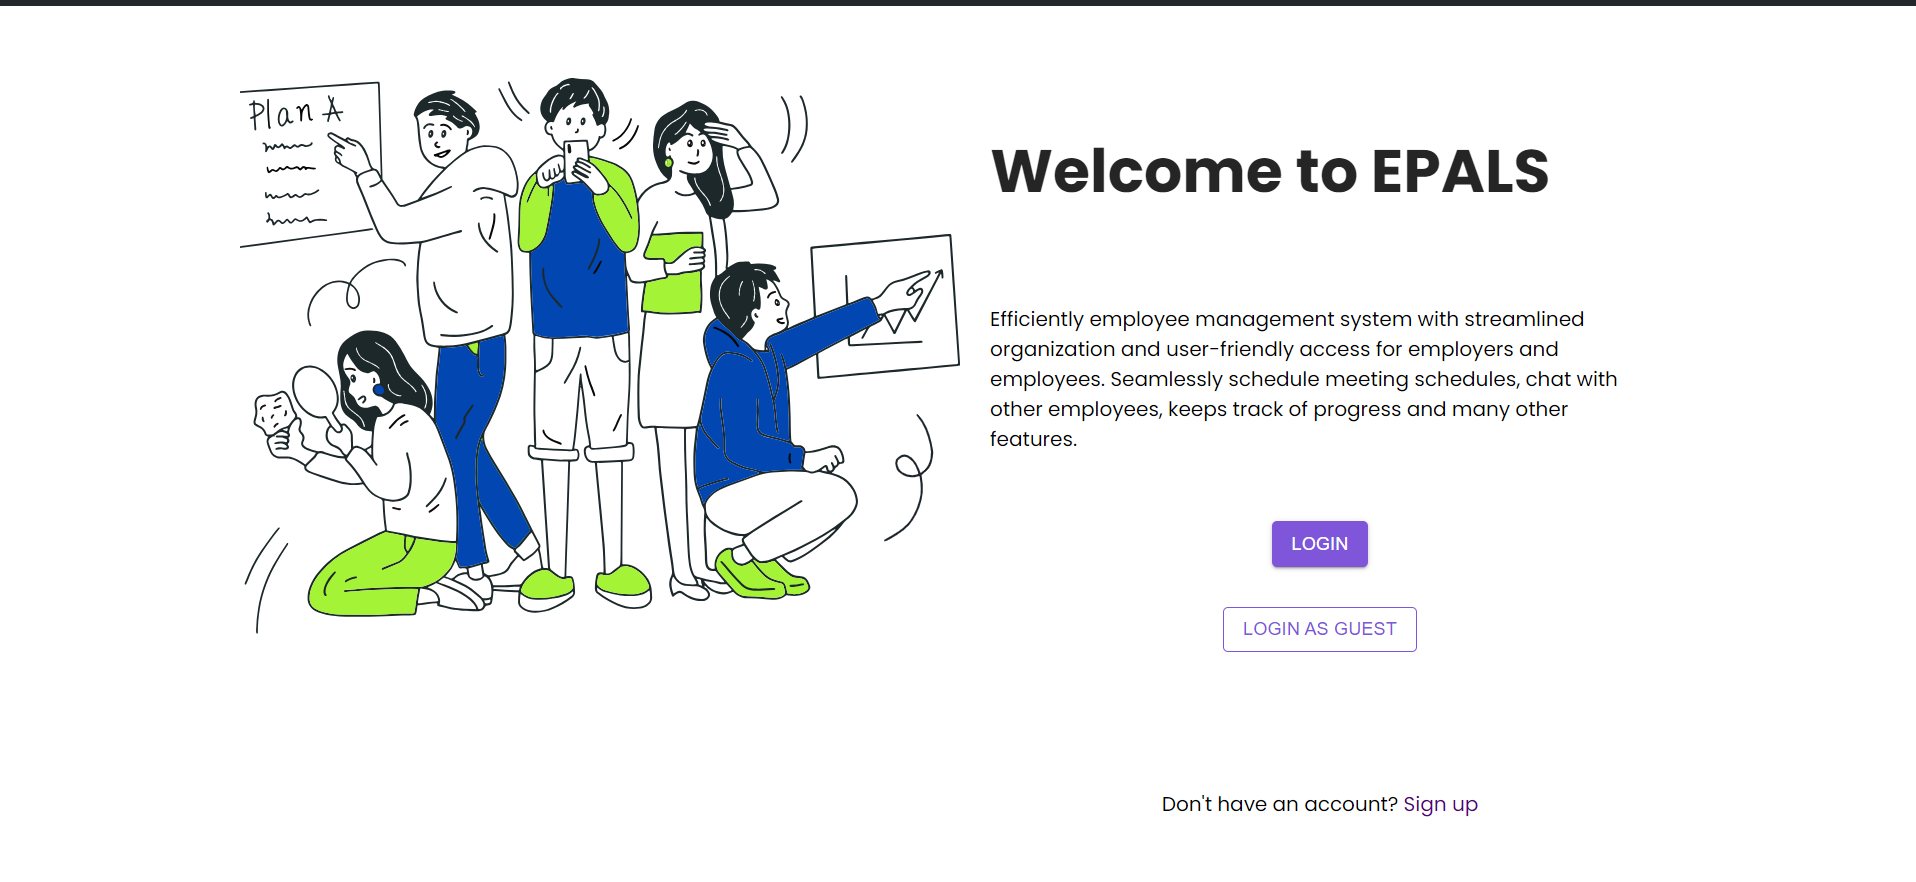 Plan A
Welcome to EPALS
Efficiently employee management system with streamlined
organization and user-friendly access for employers and
employees. Seamlessly schedule meeting schedules, chat with
other employees, keeps track of progress and many other
features.
LOGIN
LOGIN AS GUEST
Don't have an account? Sign up